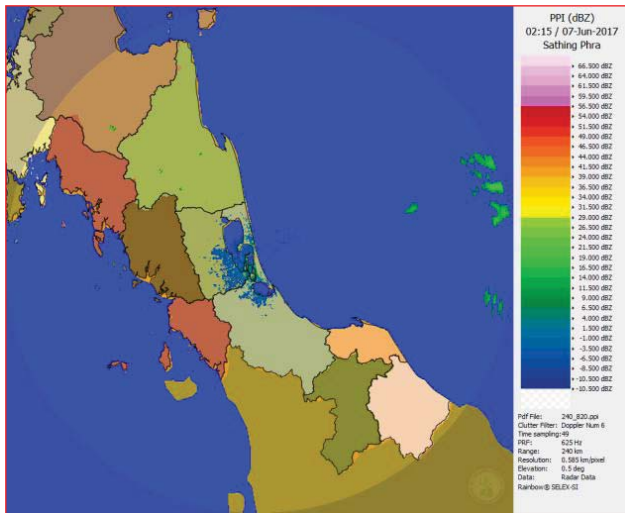 PPI (dBZ)
02:15 / 07-Jun-2017
Sathing Phra
66.500 dBZ
64.000 dBZ
61.500 dBZ
59.500 dBZ
56.500 dBZ
54.000 dBZ
51.500 dBZ
49.000 dBZ
46.500 dBZ
44.000 dBZ
41.500 dBZ
39.000 dBZ
36.500 dBZ
34.000 dBZ
31.500 dBZ
29.000 dBZ
26.500 dBZ
24.000 dBZ
21.500 dBZ
19.000 dBZ
16.500 dBZ
14.000 dBZ
11.500 dBZ
9.000 dBZ
6.500 dBZ
4.000 dBZ
1.500 dBZ
-1.000 dBZ
-3.500 dBZ
-6.500 dBZ
-8.500 dBZ
-10.500 dBZ
Pdf File: 240_820.ppi
Clutter Filter: Doppler Num 6
Time sampling:49
PRF: 625 Hz
Range: 240 km
Resolution: 0.585 km/pixel
Elevation: 0.5 deg
Data: Radar Data
Rainbow® SELEX-SI